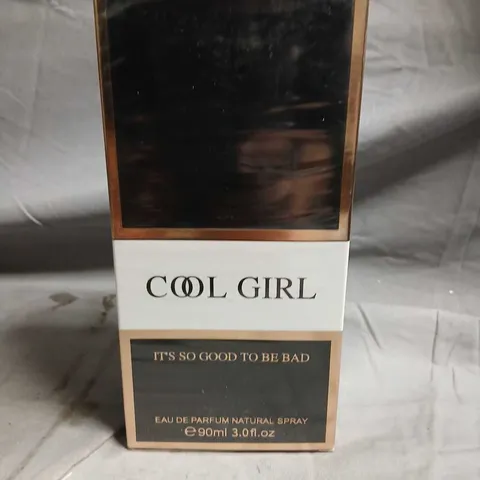 COOL GIRL
IT'S SO GOOD TO BE BAD
EAU DE PARFUM NATURAL SPRAY
℮90ml 3.0fl.oz